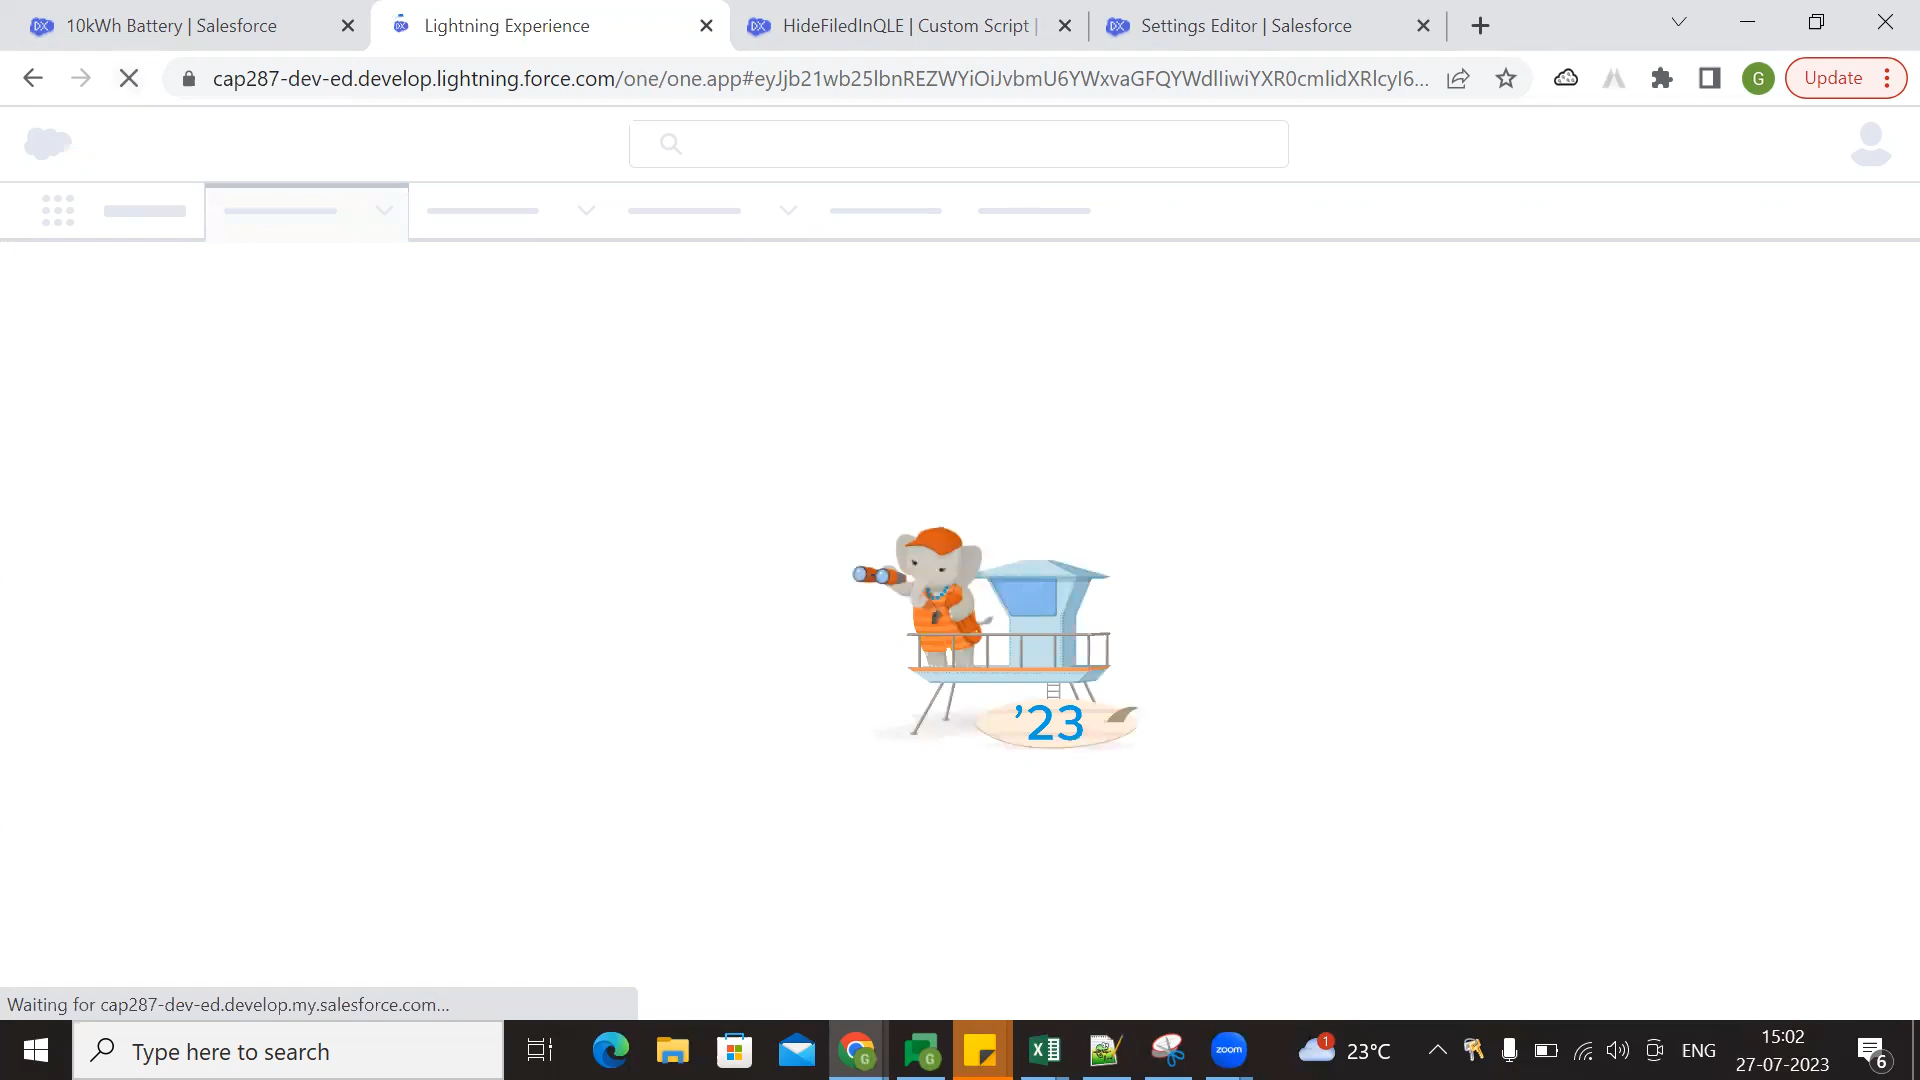 10kWh Battery | Salesforce
Lightning Experience
HideFiledInQLE | Custom Script |
Settings Editor | Salesforce
cap287-dev-ed.develop.lightning.force.com/one/one.app#eyJjb21wb25lbnREZWYiOiJvbmU6YWxvaGFQYWdlIiwiYXR0cmlidXRlcyI6...
G
Update
’23
Waiting for cap287-dev-ed.develop.my.salesforce.com...
Type here to search
G
G
zoom
1
23°C
ENG
15:02
27-07-2023
6